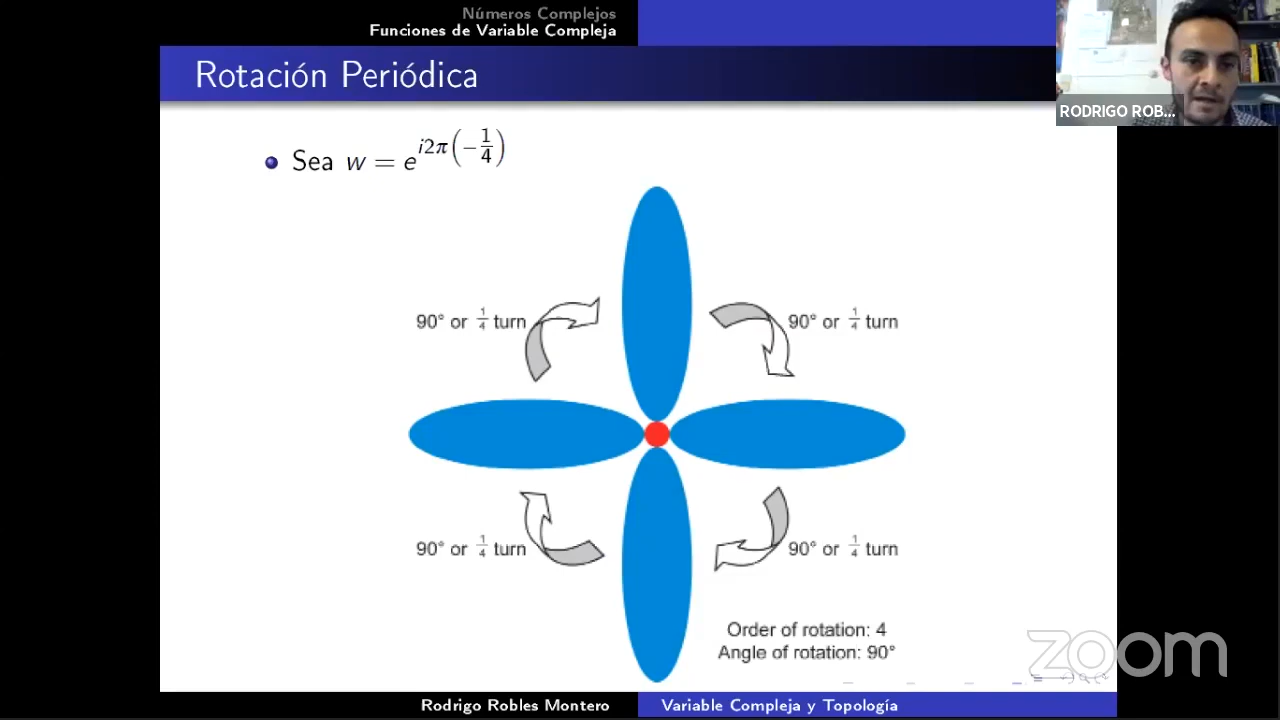 Números Complejos
Funciones de Variable Compleja
Rotación Periódica
RODRIGO ROB...
Sea w = e^{i2π(-1/4)}
90° or 1/4 turn
90° or 1/4 turn
90° or 1/4 turn
90° or 1/4 turn
Order of rotation: 4
Angle of rotation: 90°
zoom
Rodrigo Robles Montero
Variable Compleja y Topología